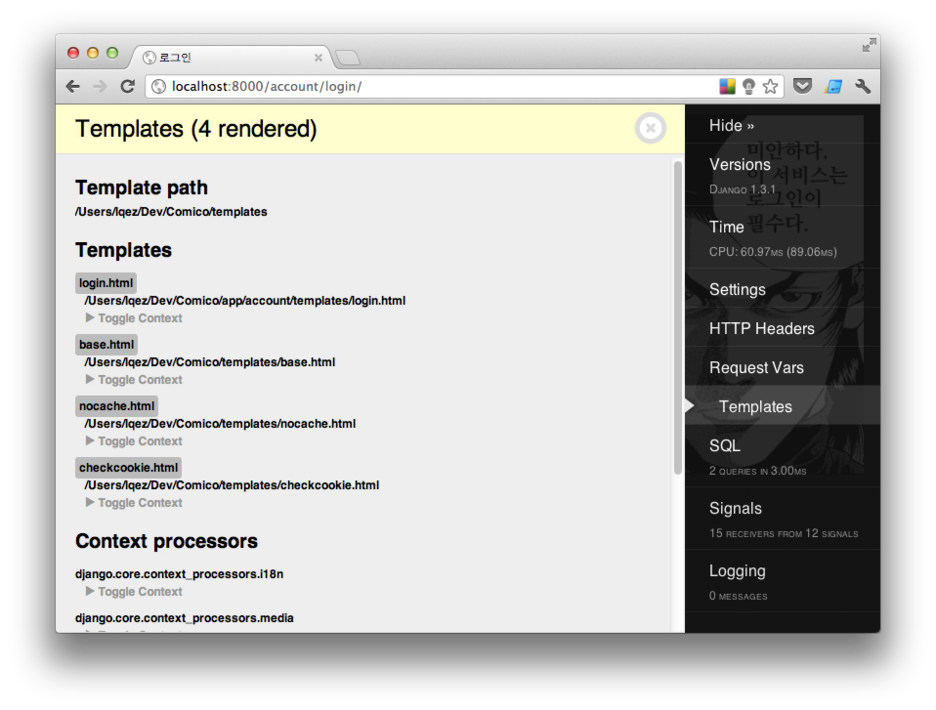 로그인
localhost:8000/account/login/
Templates (4 rendered)
Template path
/Users/lqez/Dev/Comico/templates
Templates
login.html
/Users/lqez/Dev/Comico/app/account/templates/login.html
Toggle Context
base.html
/Users/lqez/Dev/Comico/templates/base.html
Toggle Context
nocache.html
/Users/lqez/Dev/Comico/templates/nocache.html
Toggle Context
checkcookie.html
/Users/lqez/Dev/Comico/templates/checkcookie.html
Toggle Context
Context processors
django.core.context_processors.i18n
Toggle Context
django.core.context_processors.media
Hide »
Versions
Django 1.3.1
Time
CPU: 60.97ms (89.06ms)
Settings
HTTP Headers
Request Vars
Templates
SQL
2 queries in 3.00ms
Signals
15 receivers from 12 signals
Logging
0 messages
미안하다.
이 서비스는
로그인이
필수다.